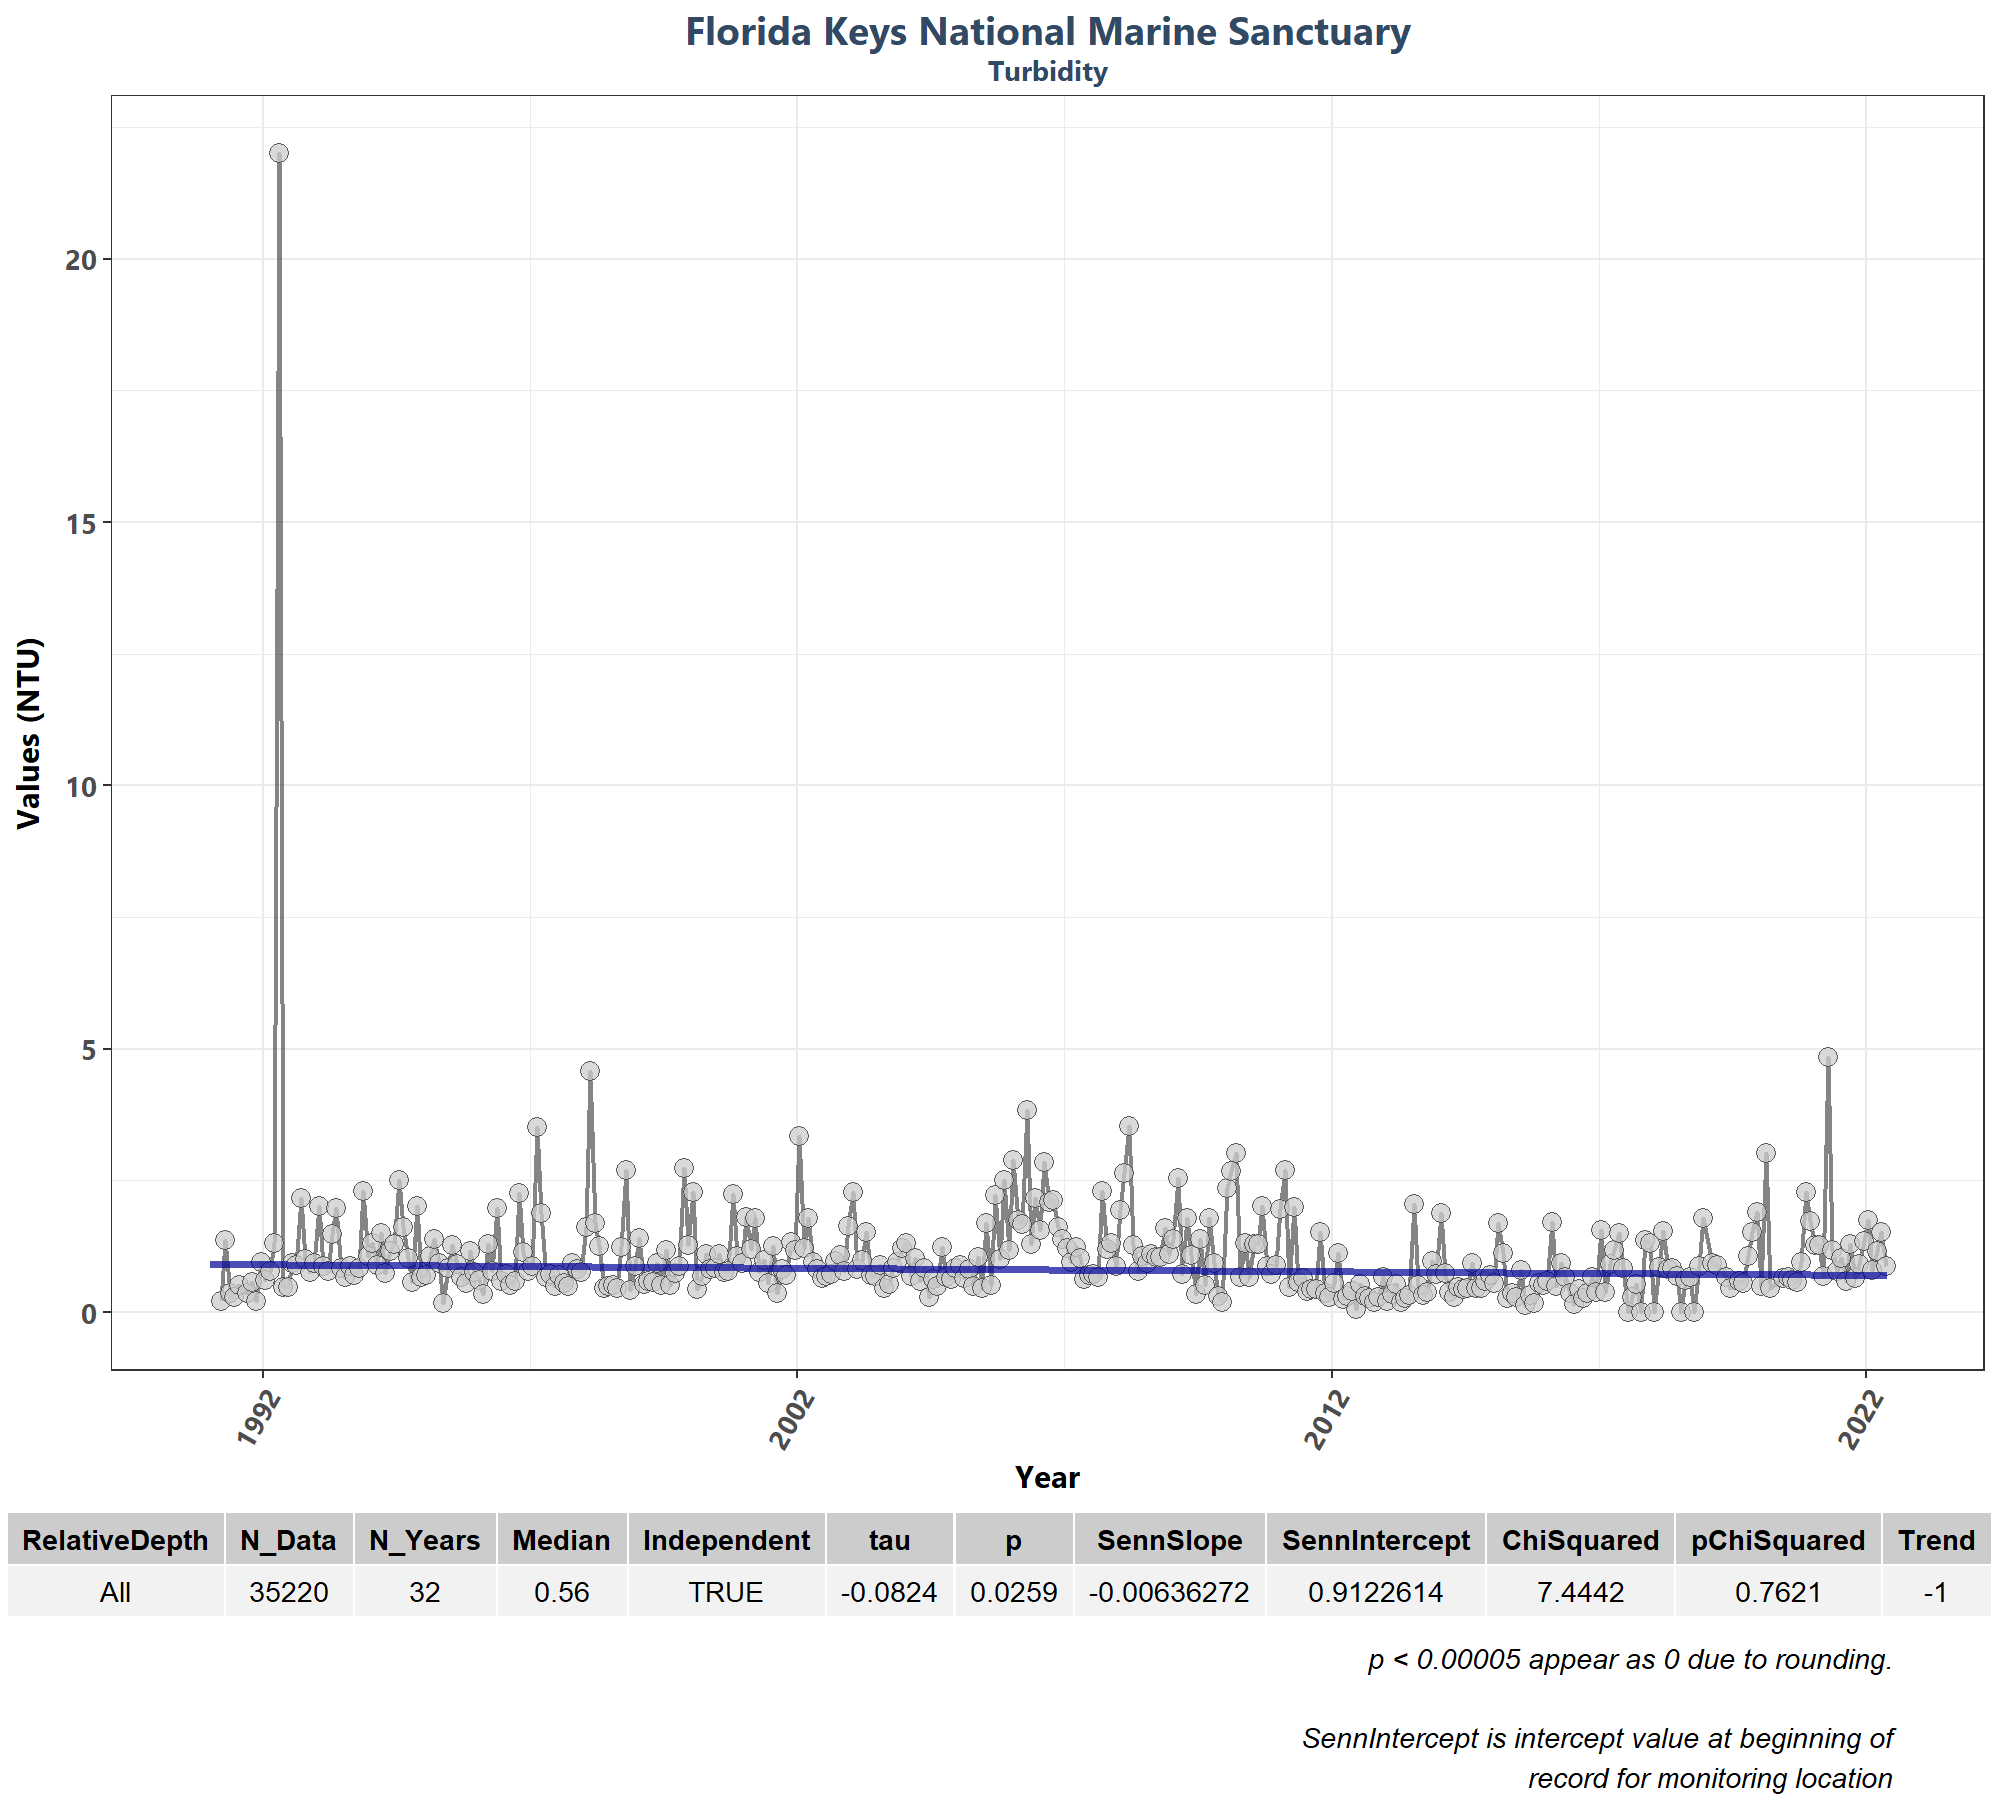 Florida Keys National Marine Sanctuary
Turbidity
Values (NTU)
20
15
10
5
0
1992
2002
2012
2022
Year
RelativeDepth N_Data N_Years Median Independent tau p SennSlope SennIntercept ChiSquared pChiSquared Trend
All 35220 32 0.56 TRUE -0.0824 0.0259 -0.00636272 0.9122614 7.4442 0.7621 -1
p < 0.00005 appear as 0 due to rounding.
SennIntercept is intercept value at beginning of
record for monitoring location